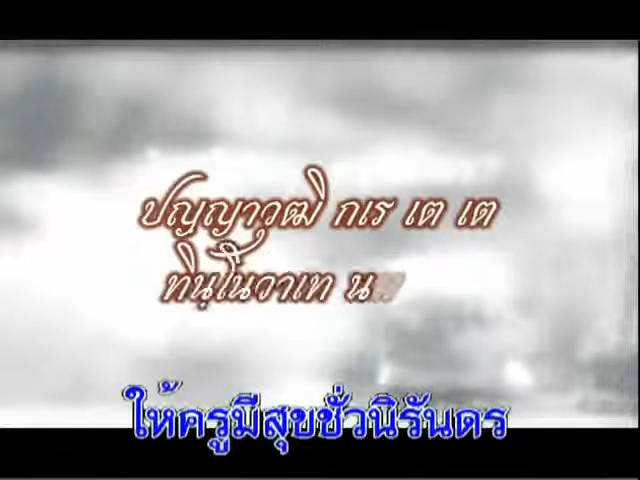 ปญญาวุฒิ กเร เต เต
ทินฺโนวาเท น
ให้ครูมีสุขชั่วนิรันดร